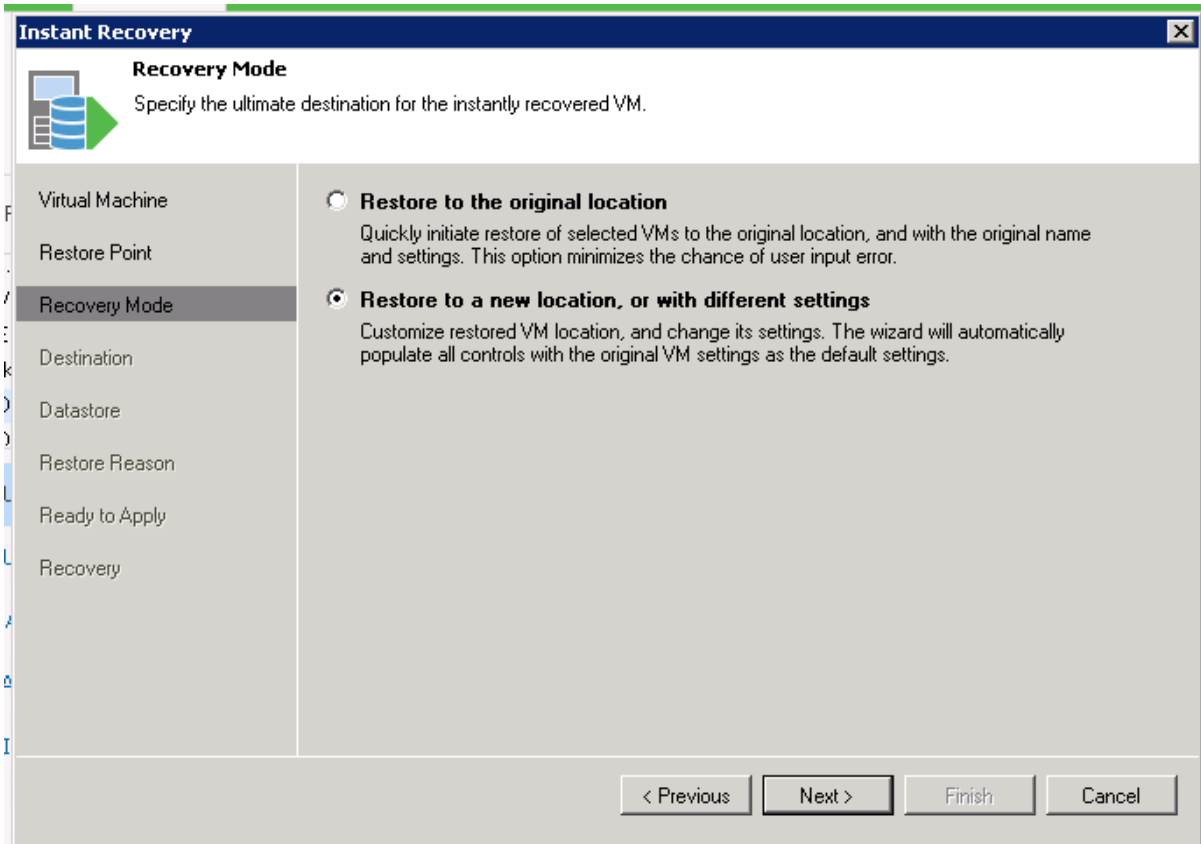 Instant Recovery
Recovery Mode
Specify the ultimate destination for the instantly recovered VM.
Virtual Machine
Restore Point
Recovery Mode
Destination
Datastore
Restore Reason
Ready to Apply
Recovery
Restore to the original location
Quickly initiate restore of selected VMs to the original location, and with the original name
and settings. This option minimizes the chance of user input error.
Restore to a new location, or with different settings
Customize restored VM location, and change its settings. The wizard will automatically
populate all controls with the original VM settings as the default settings.
< Previous
Next >
Finish
Cancel